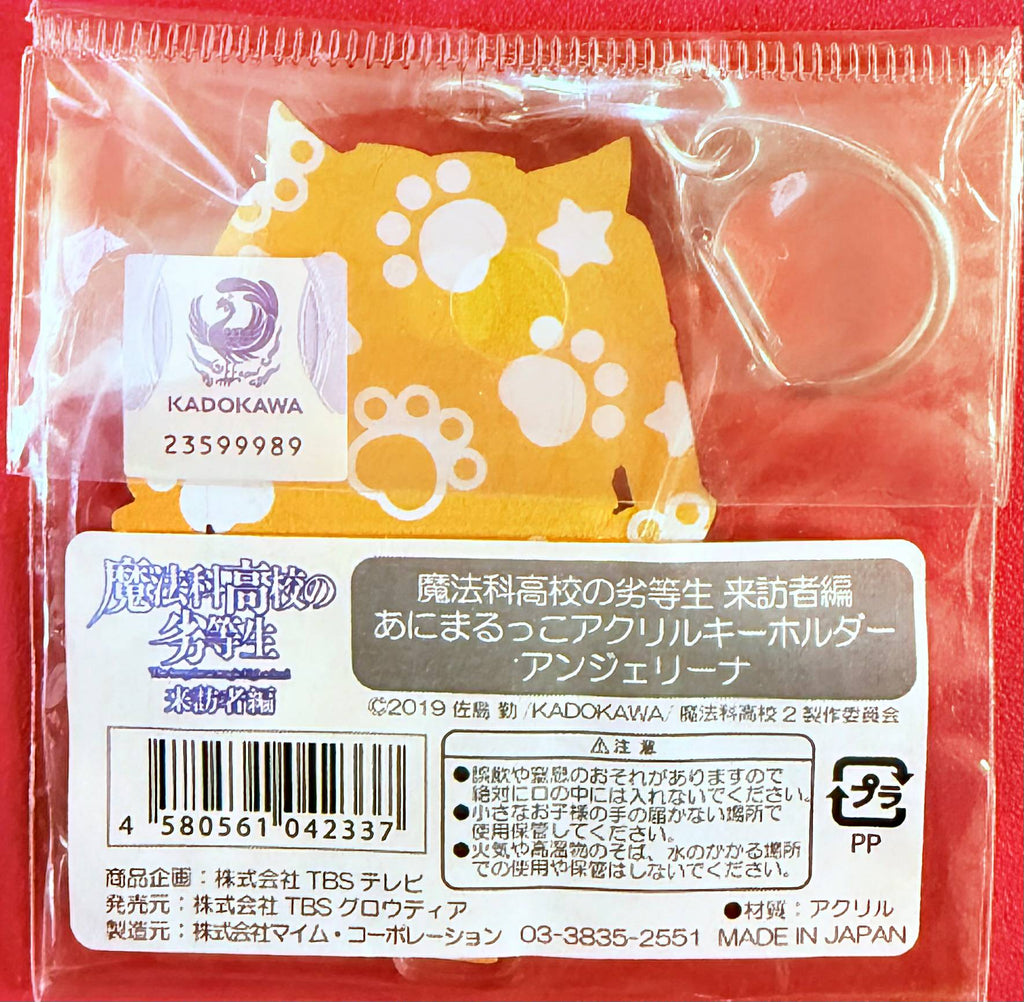 KADOKAWA
23599989
魔法科高校の
劣等生
来訪者編
魔法科高校の劣等生 来訪者編
あにまるっこアクリルキーホルダー
アンジェリーナ
©2019 佐島 勤/KADOKAWA/魔法科高校2製作委員会
4 580561 042337
⚠注意
●誤飲や窒息のおそれがありますので
絶対に口の中には入れないでください。
●小さなお子様の手の届かない場所で
使用保管してください。
●火気や高温物のそば、水のかかる場所
での使用や保管はしないでください。
プラ
PP
商品企画：株式会社TBSテレビ
発売元：株式会社TBSグロウディア
製造元：株式会社マイム・コーポレーション 03-3835-2551
●材質：アクリル
MADE IN JAPAN